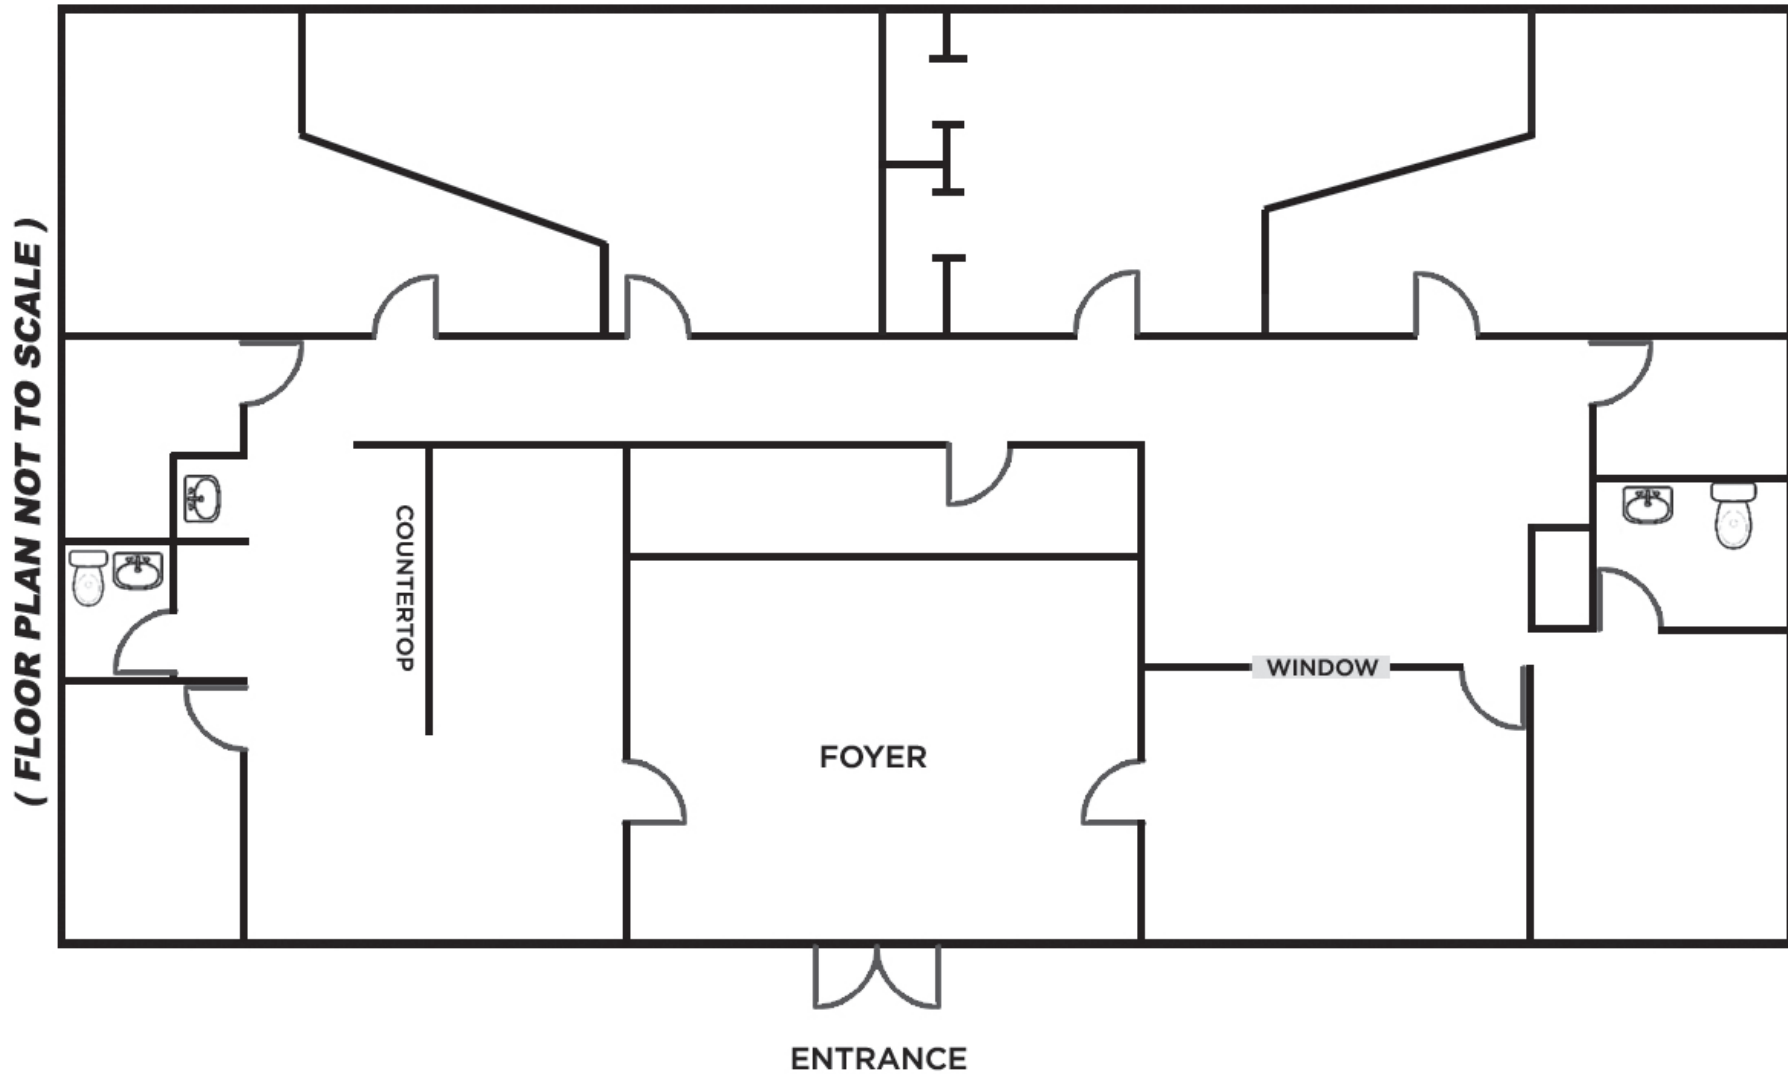 ( FLOOR PLAN NOT TO SCALE )
COUNTERTOP
WINDOW
FOYER
ENTRANCE